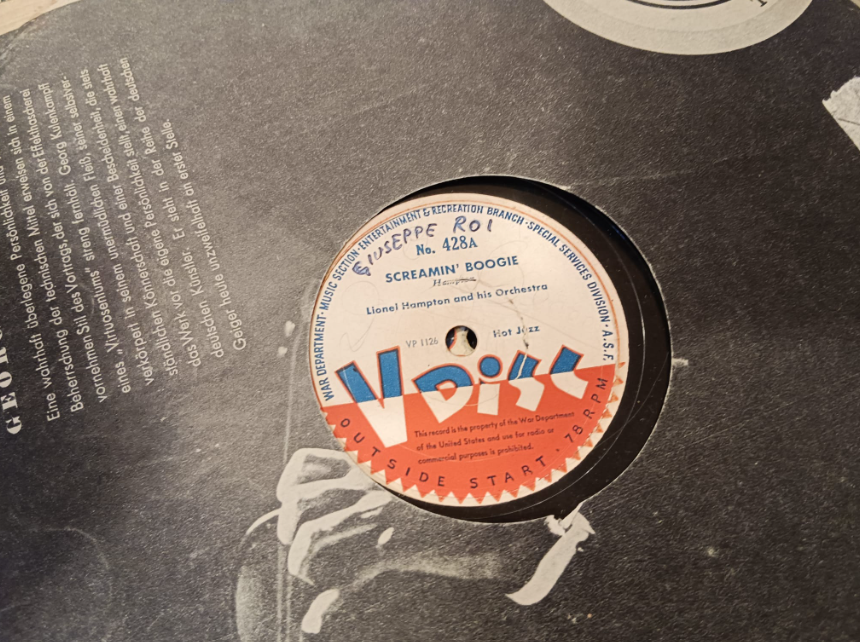 GEORG
Eine wahrhaft überlegene Persönlichkeit und
Beherrschung der technischen Mittel erweisen sich in einem
vornehmen Stil des Vortrags, der sich von der Effekthascherei
eines „Virtuosentums“ streng fernhält. Georg Kulenkampff
verkörpert in seinem unermüdlichen Fleiß, seiner selbstver-
ständlichen Könnerschaft und einer Bescheidenheit, die stets
das Werk vor die eigene Persönlichkeit stellt, einen wahrhaft
deutschen Künstler. Er steht in der Reihe der deutschen
Geiger heute unzweifelhaft an erster Stelle.
WAR DEPARTMENT · MUSIC SECTION · ENTERTAINMENT & RECREATION BRANCH · SPECIAL SERVICES DIVISION · A.S.F.
GIUSEPPE ROI
No. 428A
SCREAMIN' BOOGIE
Hampton
Lionel Hampton and his Orchestra
VP 1126
Hot Jazz
V DISC
This record is the property of the War Department
of the United States and use for radio or
commercial purposes is prohibited.
OUTSIDE START · 78 RPM